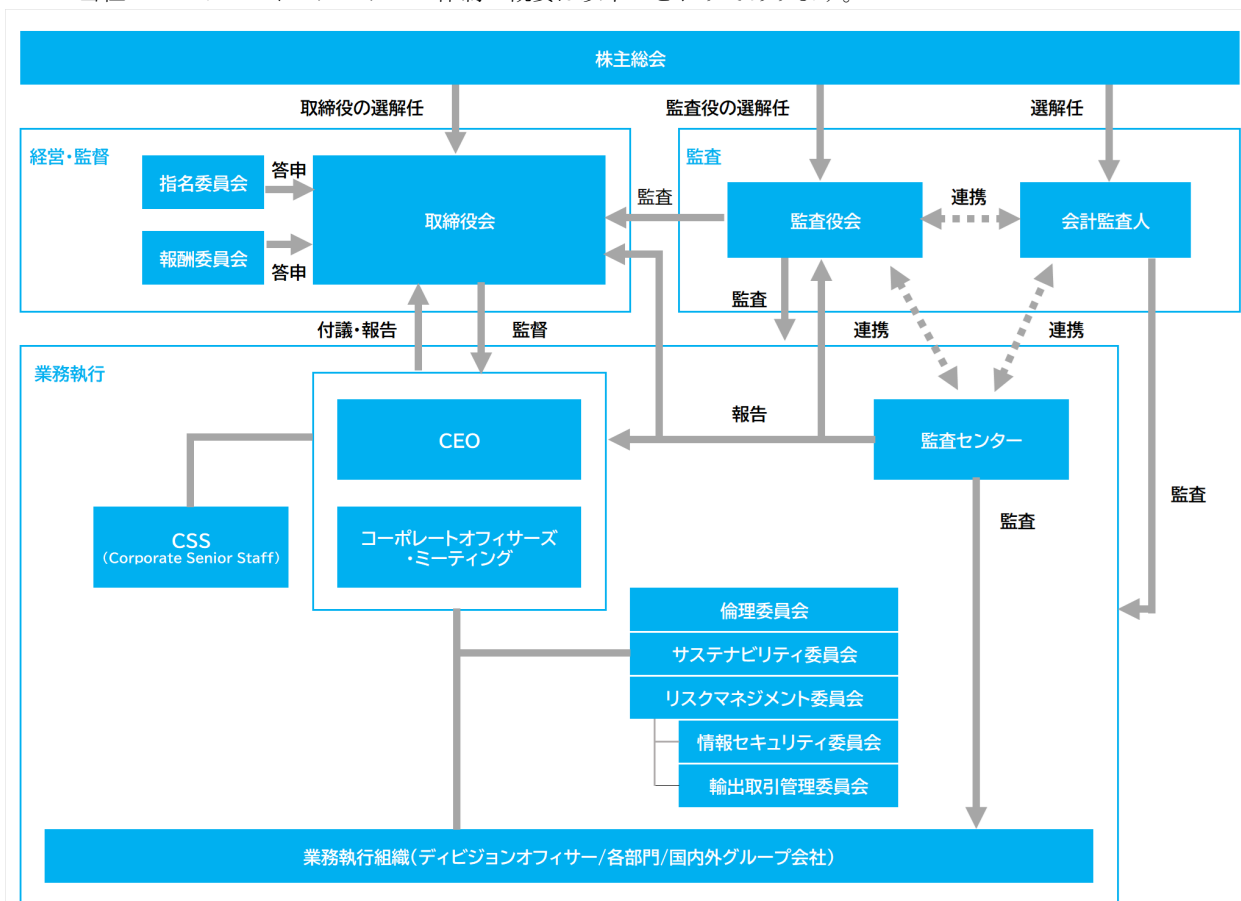 株主総会
取締役の選解任
監査役の選解任
選解任
経営・監督
監査
指名委員会
答申
取締役会
監査
監査役会
連携
会計監査人
報酬委員会
答申
監査
付議・報告
監督
連携
連携
業務執行
CEO
報告
監査センター
監査
監査
CSS
(Corporate Senior Staff)
コーポレートオフィサーズ
・ミーティング
倫理委員会
サステナビリティ委員会
リスクマネジメント委員会
情報セキュリティ委員会
輸出取引管理委員会
業務執行組織(ディビジョンオフィサー/各部門/国内外グループ会社)